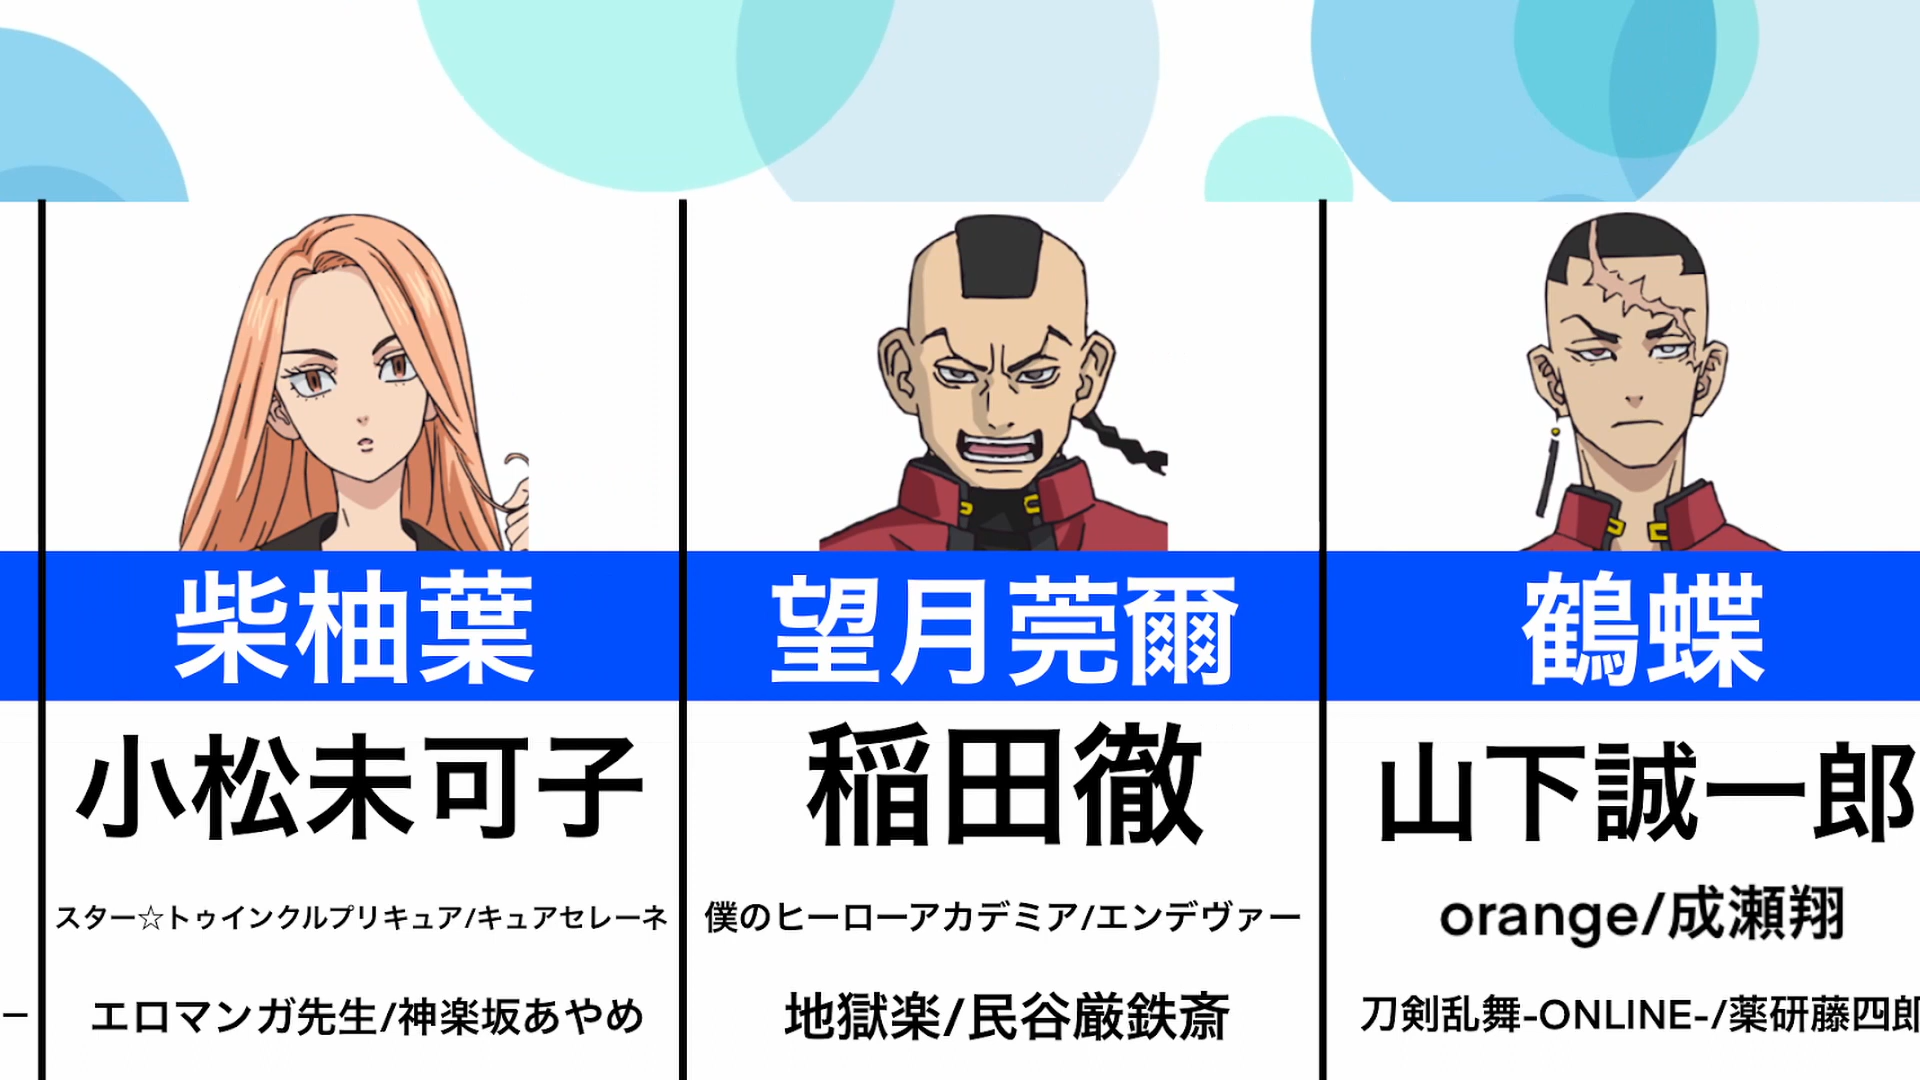 柴柚葉
小松未可子
スター☆トゥインクルプリキュア/キュアセレーネ
エロマンガ先生/神楽坂あやめ
望月莞爾
稲田徹
僕のヒーローアカデミア/エンデヴァー
地獄楽/民谷厳鉄斎
鶴蝶
山下誠一郎
orange/成瀬翔
刀剣乱舞-ONLINE-/薬研藤四郎